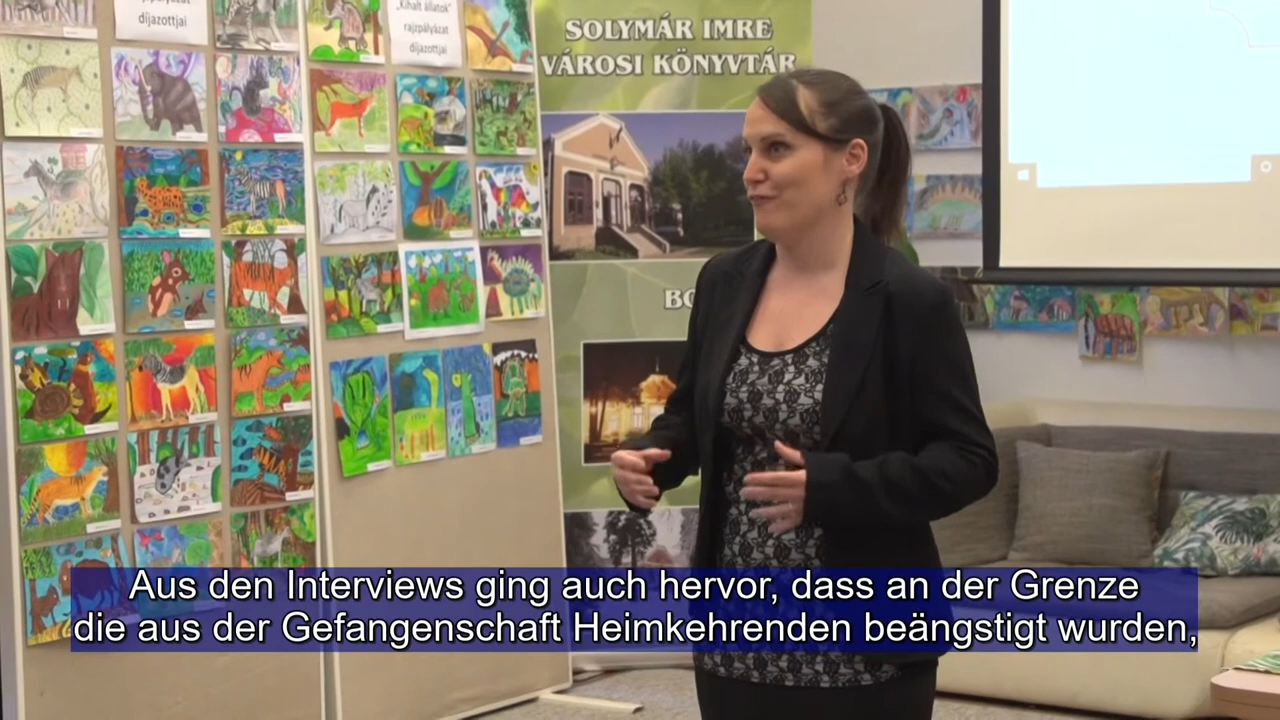 rajzpályázat
díjazottjai
„Kihalt állatok”
rajzpályázat
díjazottjai
SOLYMÁR IMRE
VÁROSI KÖNYVTÁR
Aus den Interviews ging auch hervor, dass an der Grenze
die aus der Gefangenschaft Heimkehrenden beängstigt wurden,